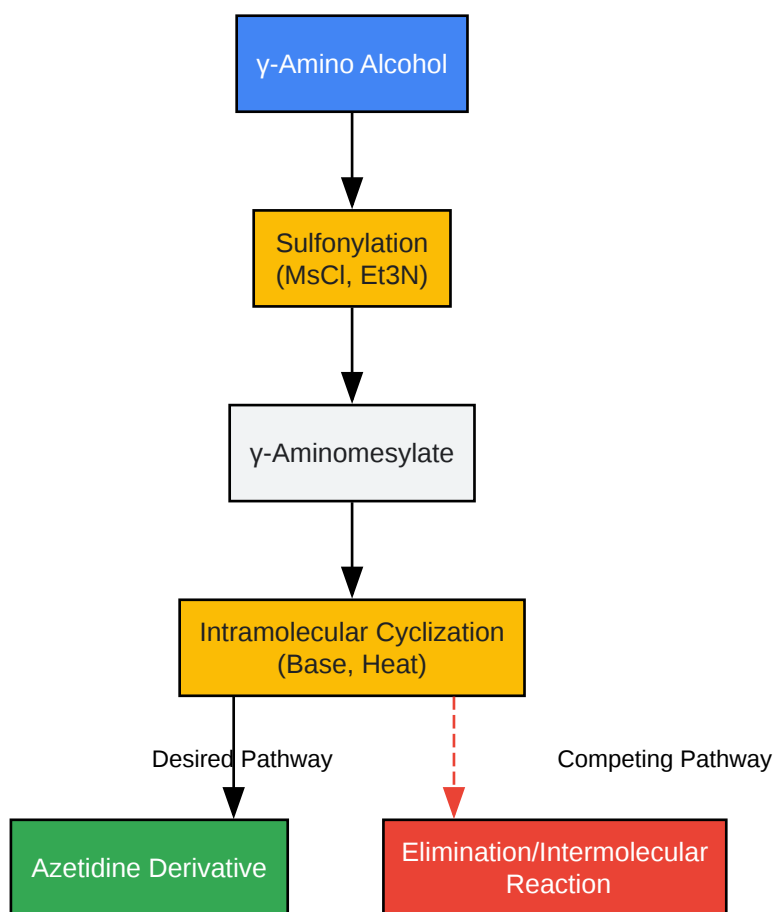 γ-Amino Alcohol
Sulfonylation
(MsCl, Et3N)
γ-Aminomesylate
Intramolecular Cyclization
(Base, Heat)
Desired Pathway
Competing Pathway
Azetidine Derivative
Elimination/Intermolecular
Reaction